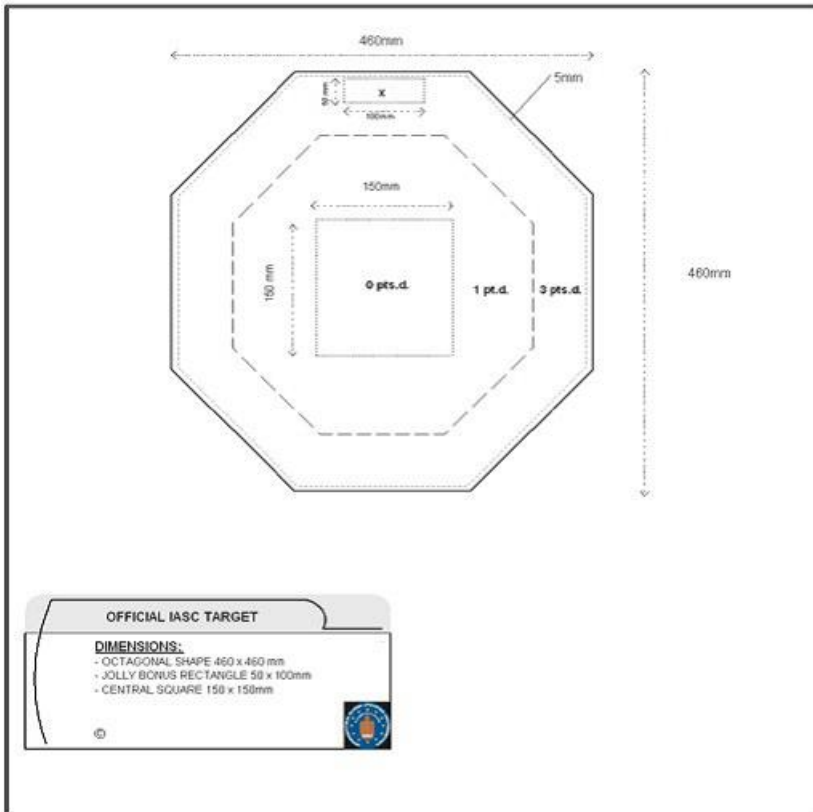 460mm
5mm
50 mm
x
100mm
150mm
460mm
150 mm
0 pts.d.
1 pt.d.
3 pts.d.
OFFICIAL IASC TARGET
DIMENSIONS:
- OCTAGONAL SHAPE 460 x 460 mm
- JOLLY BONUS RECTANGLE 50 x 100mm
- CENTRAL SQUARE 150 x 150mm
©